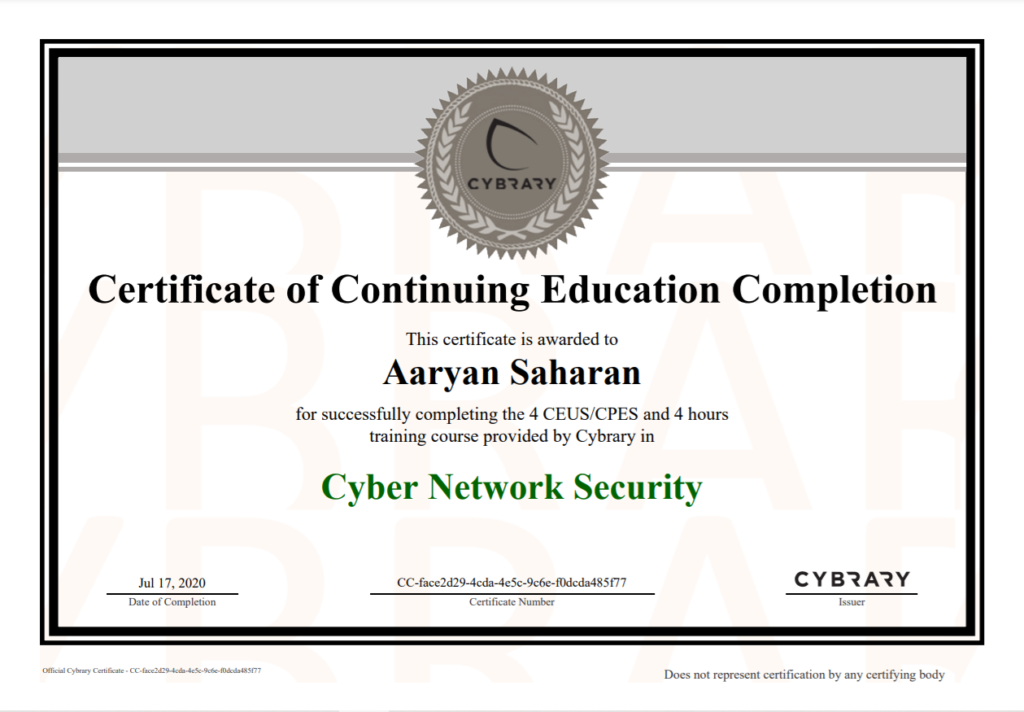 CYBRARY
Certificate of Continuing Education Completion
This certificate is awarded to
Aaryan Saharan
for successfully completing the 4 CEUS/CPES and 4 hours
training course provided by Cybrary in
Cyber Network Security
Jul 17, 2020
Date of Completion
CC-face2d29-4cda-4e5c-9c6e-f0dcda485f77
Certificate Number
CYBRARY
Issuer
Official Cybrary Certificate - CC-face2d29-4cda-4e5c-9c6e-f0dcda485f77
Does not represent certification by any certifying body